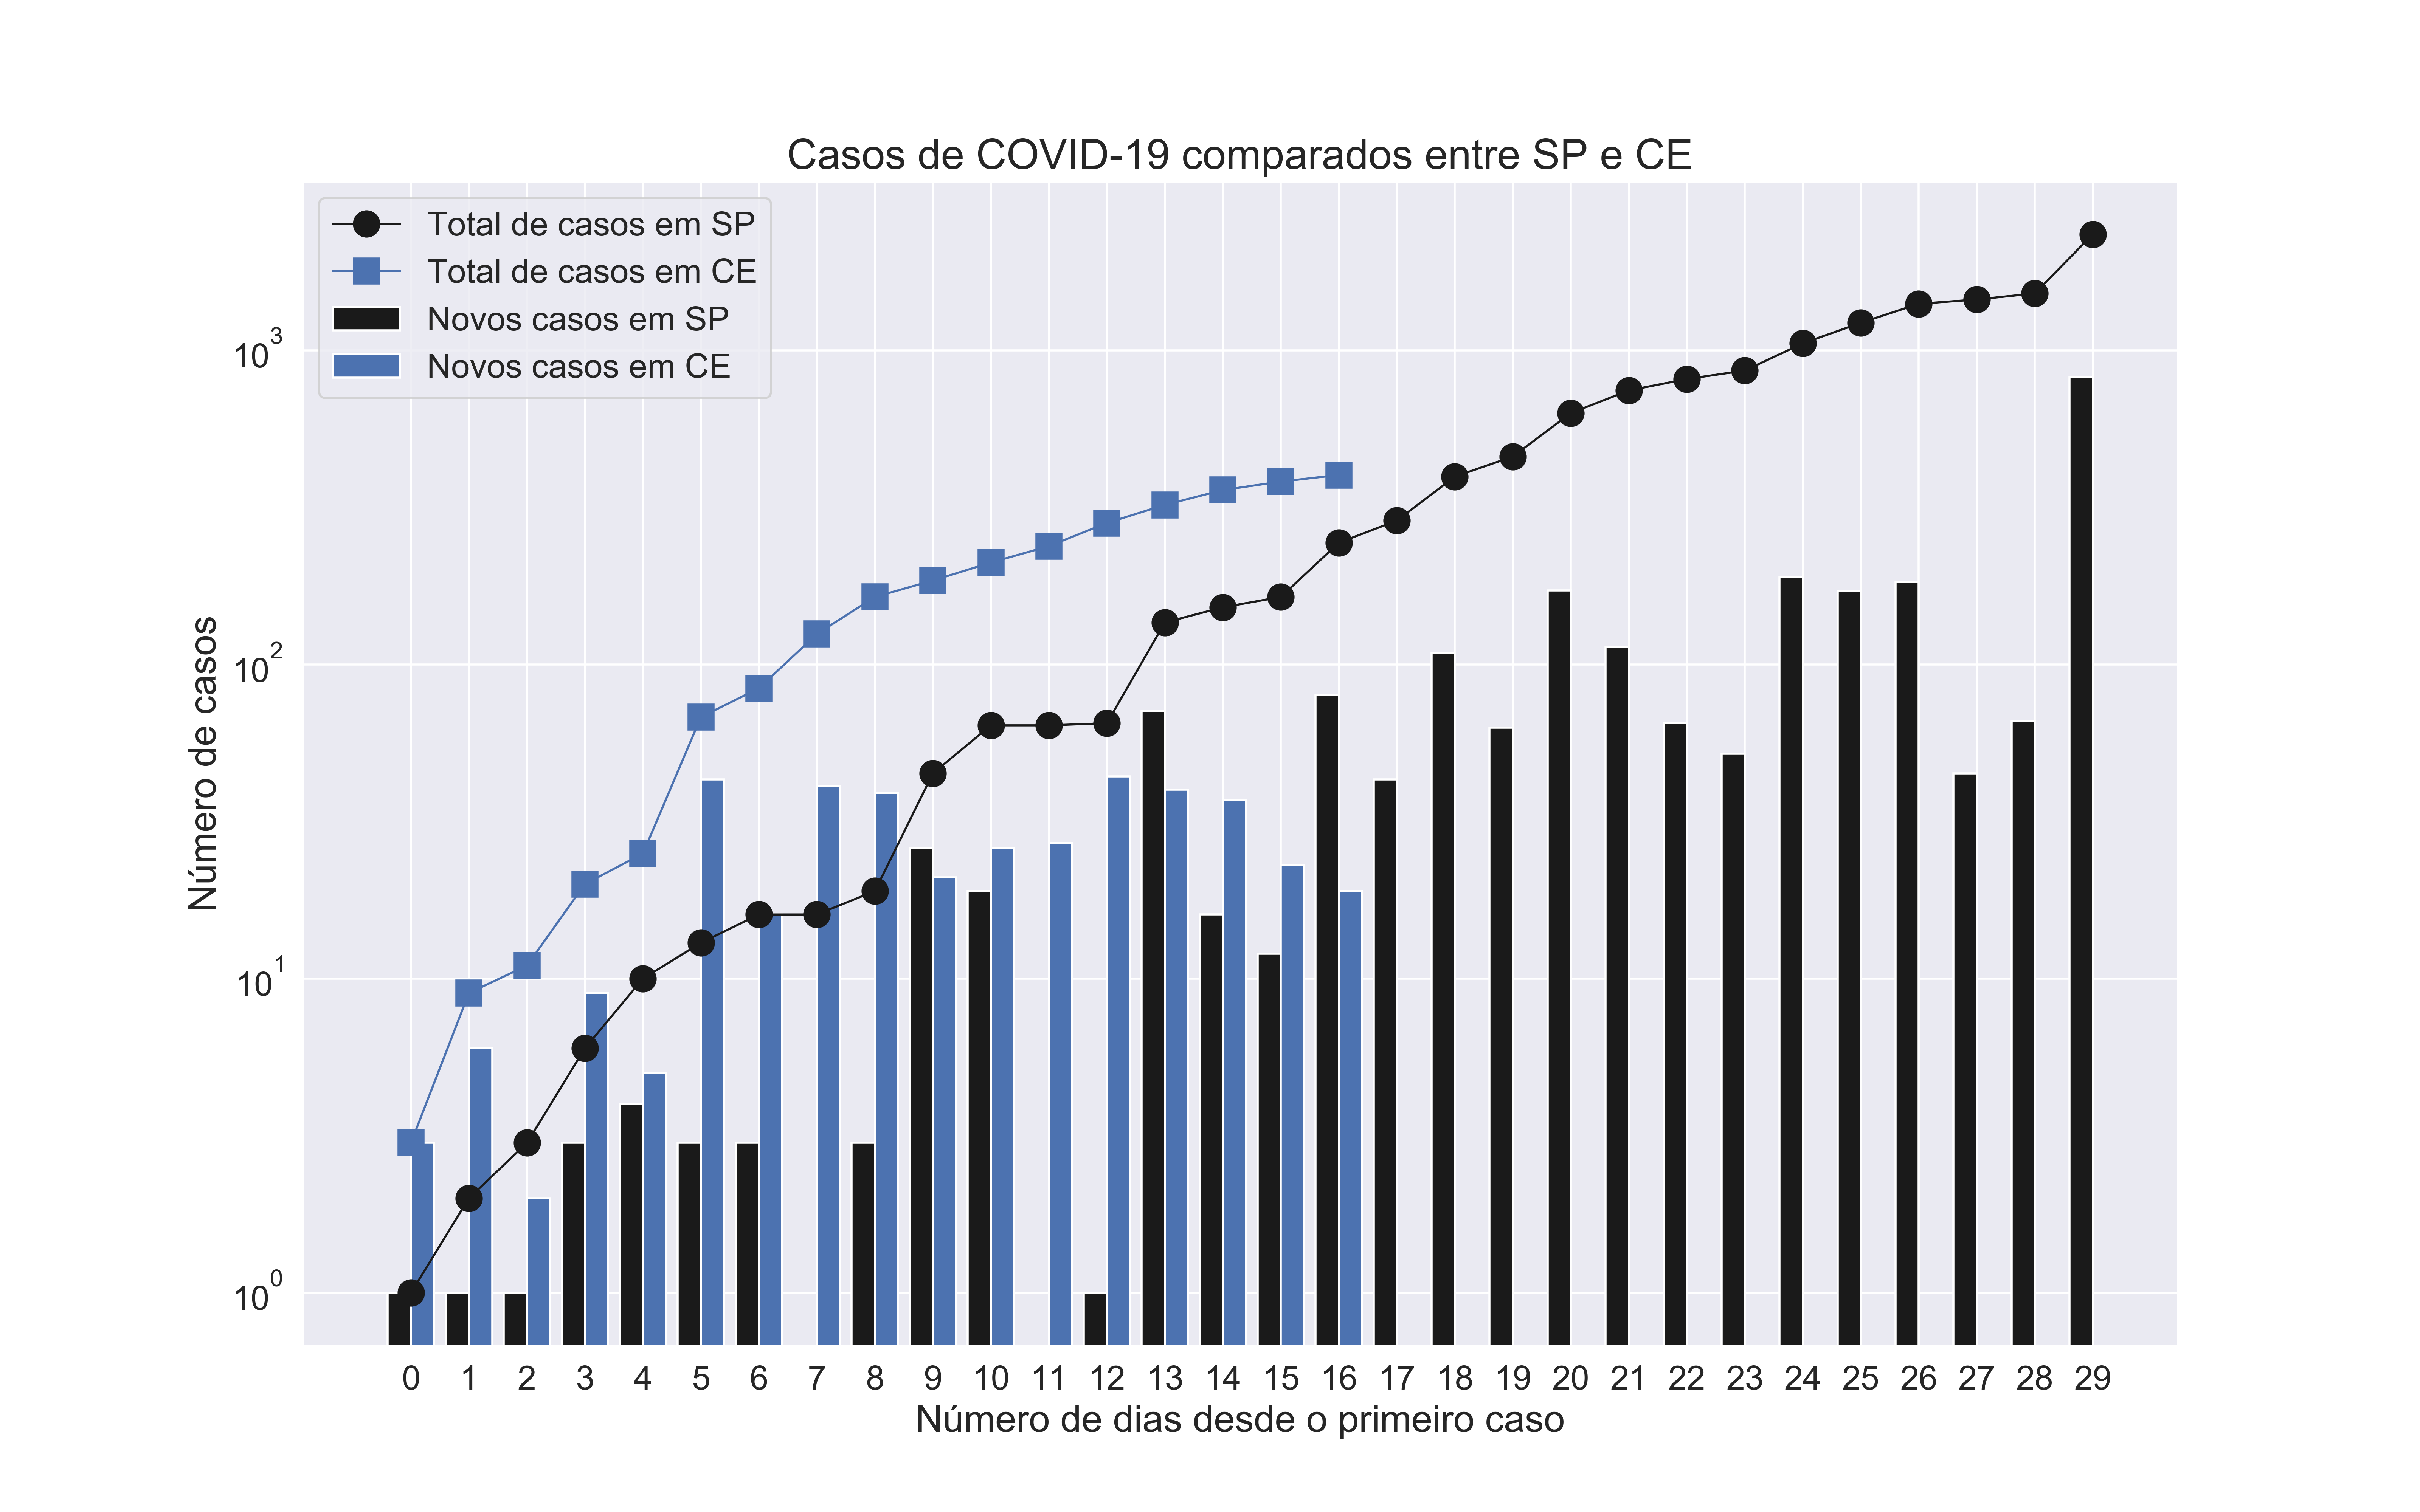 Casos de COVID-19 comparados entre SP e CE
Total de casos em SP
Total de casos em CE
Novos casos em SP
Novos casos em CE
10³
10²
10¹
10⁰
Número de casos
0 1 2 3 4 5 6 7 8 9 10 11 12 13 14 15 16 17 18 19 20 21 22 23 24 25 26 27 28 29
Número de dias desde o primeiro caso